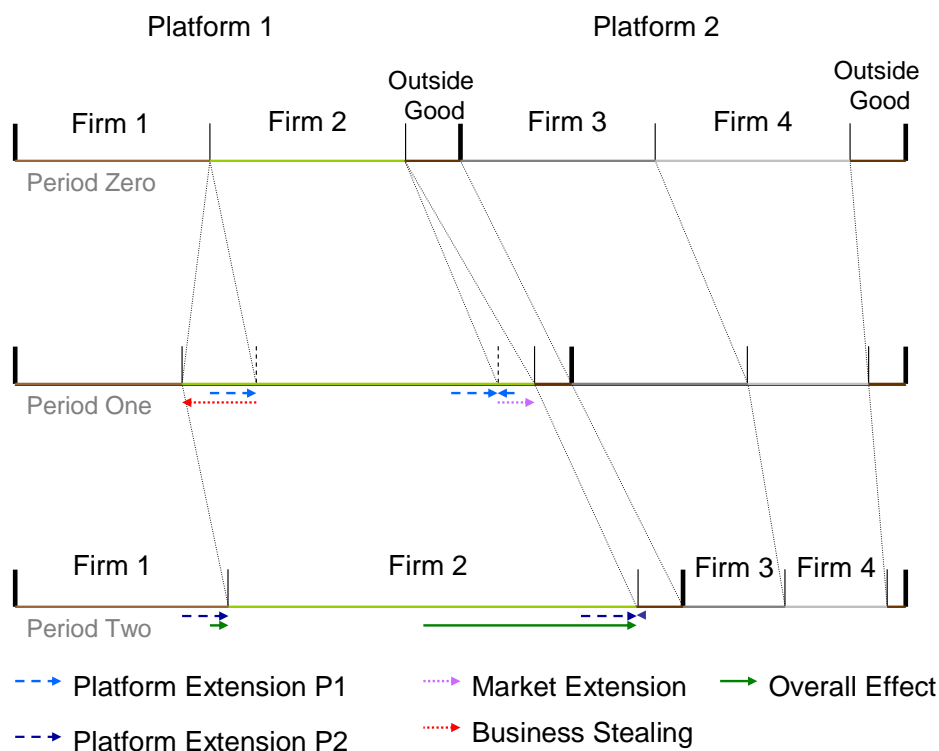 Platform 1 Platform 2
Outside Good
Outside Good
Firm 1 Firm 2 Firm 3 Firm 4
Period Zero
Period One
Firm 1 Firm 2 Firm 3 Firm 4
Period Two
Platform Extension P1 Market Extension Overall Effect
Platform Extension P2 Business Stealing